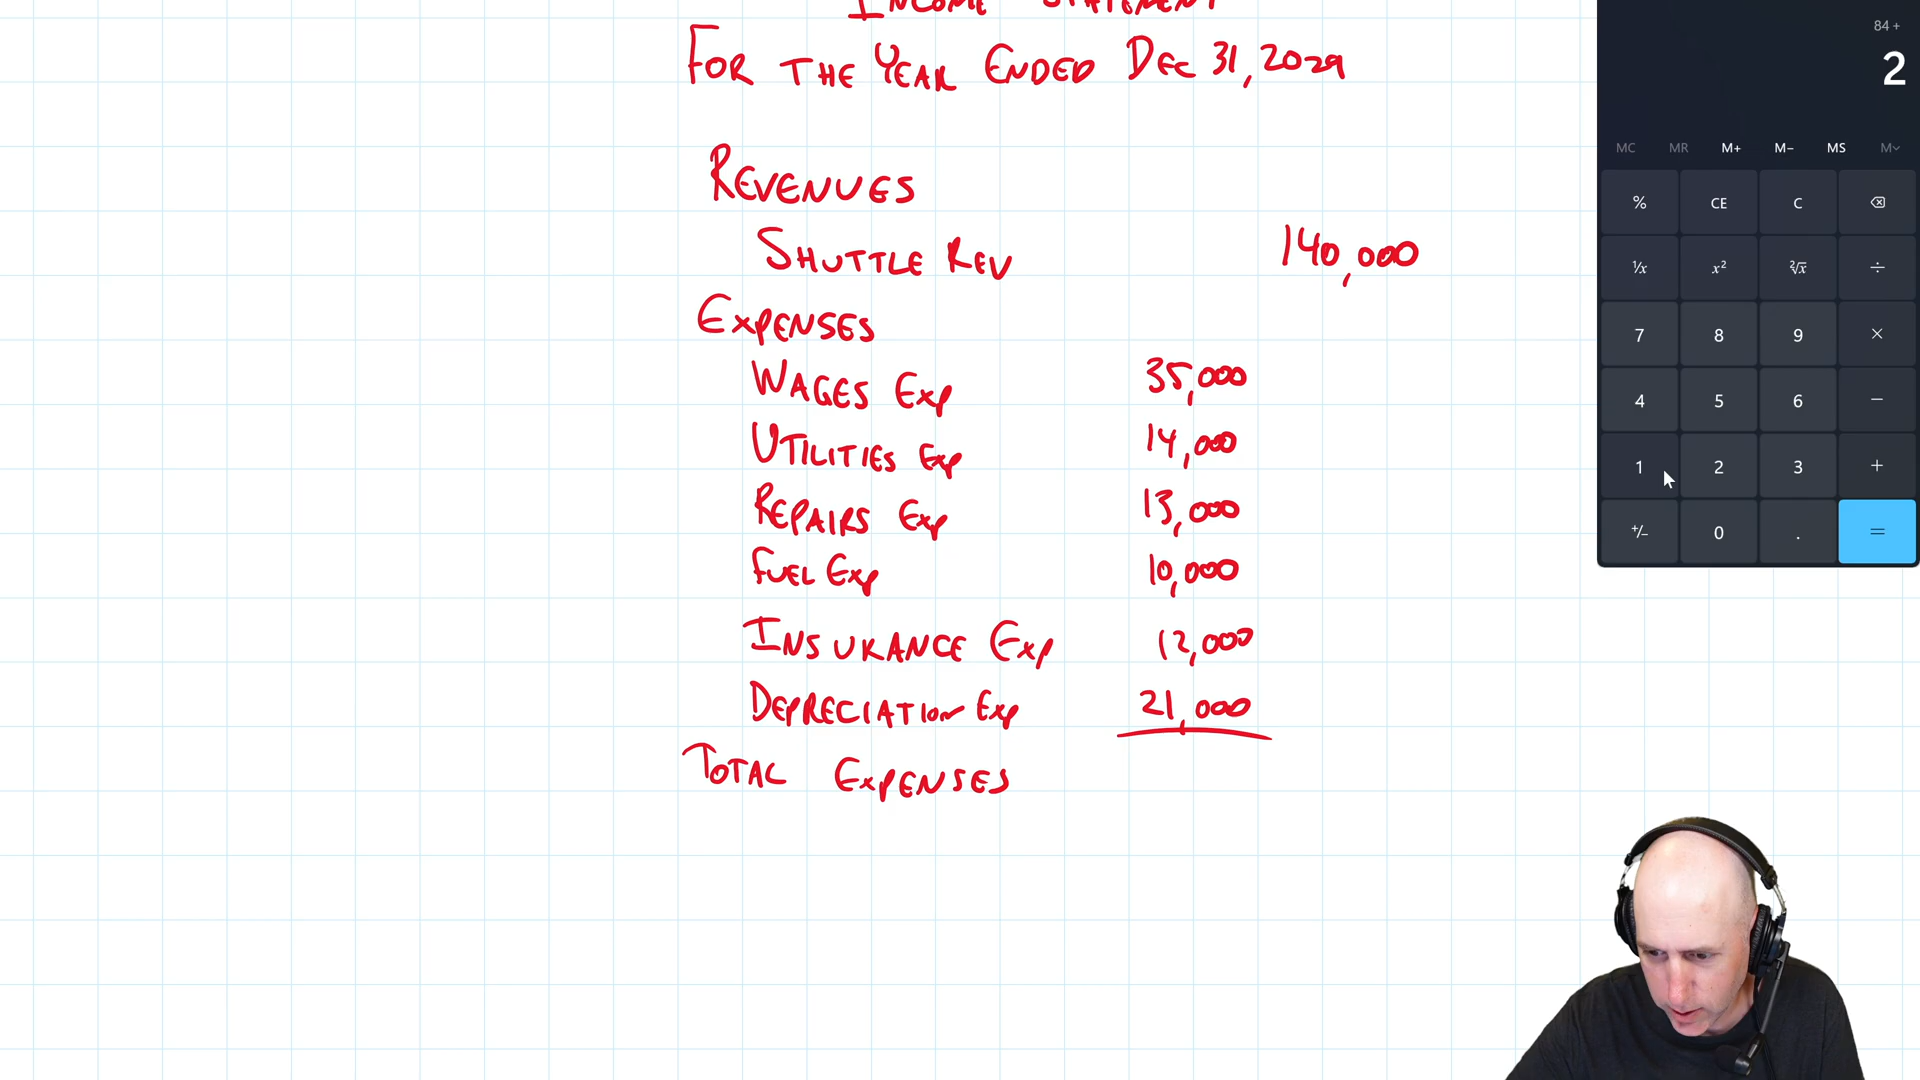 INCOME STATEMENT
FOR THE YEAR ENDED DEC 31, 2029
REVENUES
SHUTTLE REV 140,000
EXPENSES
WAGES EXP 35,000
UTILITIES EXP 14,000
REPAIRS EXP 13,000
FUEL EXP 10,000
INSURANCE EXP 12,000
DEPRECIATION EXP 21,000
TOTAL EXPENSES
84 +
2
MC MR M+ M- MS M
% CE C
1/x x² ²√x ÷
7 8 9 ×
4 5 6 −
1 2 3 +
+/- 0 . =